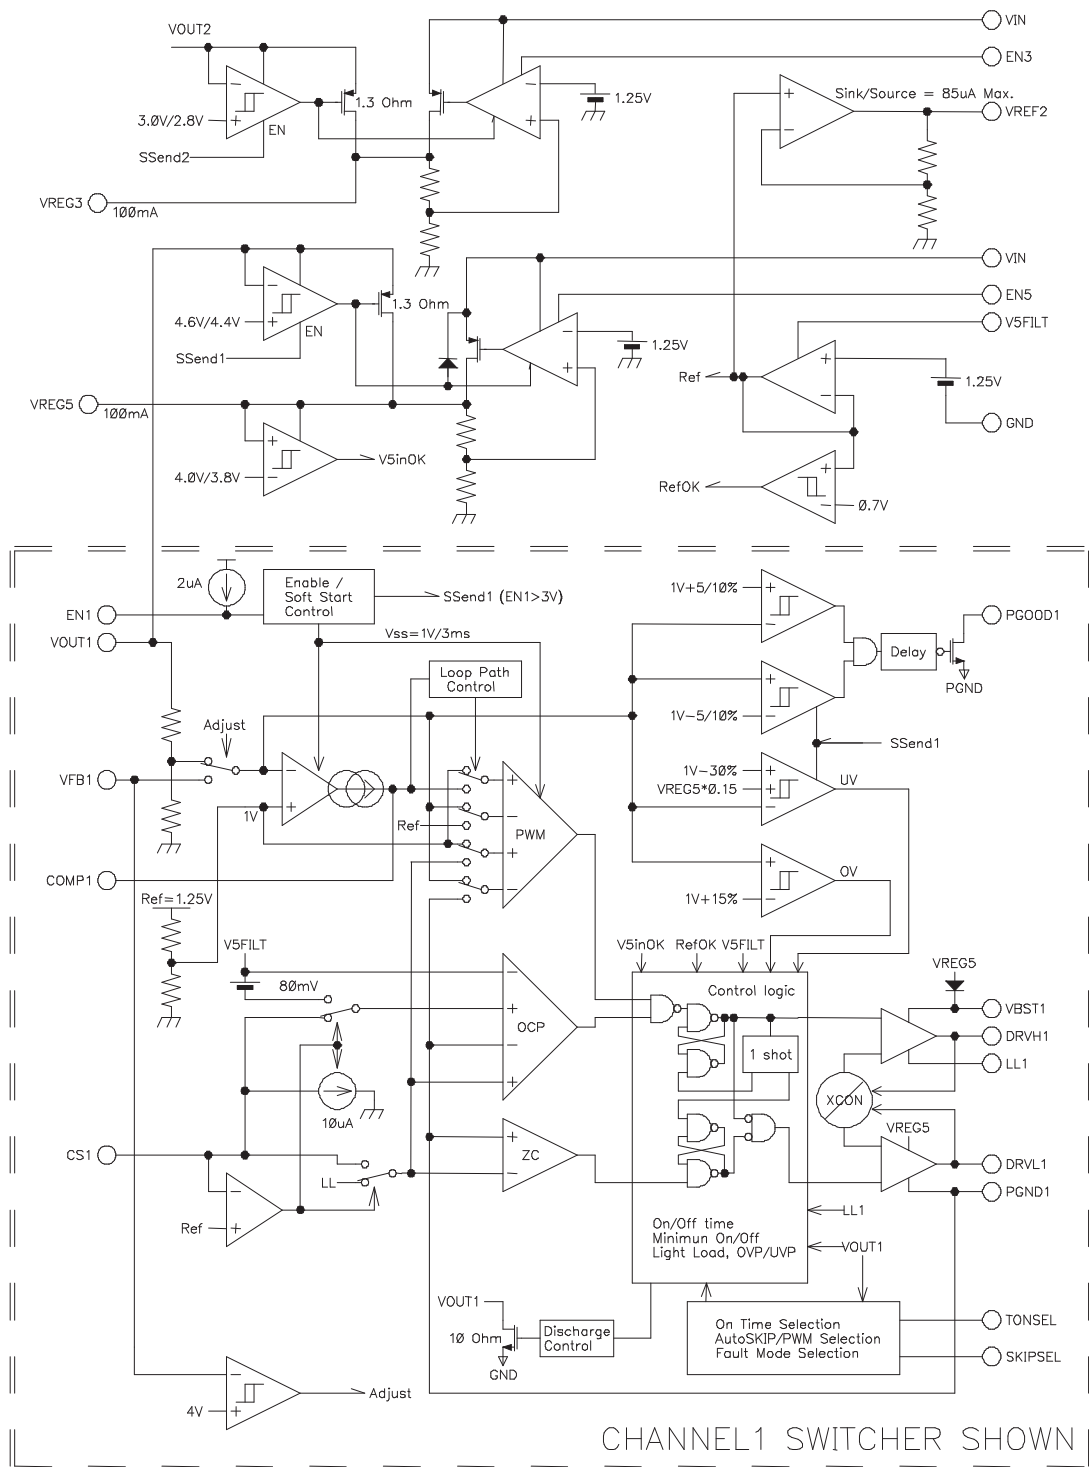 VOUT2
VIN
EN3
1.3 Ohm
1.25V
Sink/Source = 85uA Max.
VREF2
3.0V/2.8V
EN
SSend2
VREG3
100mA
VIN
EN5
1.3 Ohm
4.6V/4.4V
EN
V5FILT
1.25V
SSend1
Ref
1.25V
VREG5
100mA
GND
V5inOK
4.0V/3.8V
RefOK
0.7V
2uA
Enable /
Soft Start
Control
SSend1 (EN1>3V)
1V+5/10%
EN1
PGOOD1
VOUT1
Vss=1V/3ms
Delay
Loop Path
Control
PGND
1V-5/10%
Adjust
SSend1
VFB1
1V-30%
VREG5*0.15
UV
1V
Ref
PWM
COMP1
OV
Ref=1.25V
1V+15%
V5FILT
V5inOK
RefOK
V5FILT
VREG5
80mV
Control logic
VBST1
OCP
DRVH1
1 shot
LL1
10uA
XCON
VREG5
CS1
ZC
DRVL1
LL
PGND1
Ref
On/Off time
Minimun On/Off
Light Load, OVP/UVP
LL1
VOUT1
VOUT1
10 Ohm
Discharge
Control
GND
On Time Selection
AutoSKIP/PWM Selection
Fault Mode Selection
TONSEL
SKIPSEL
Adjust
4V
CHANNEL1 SWITCHER SHOWN